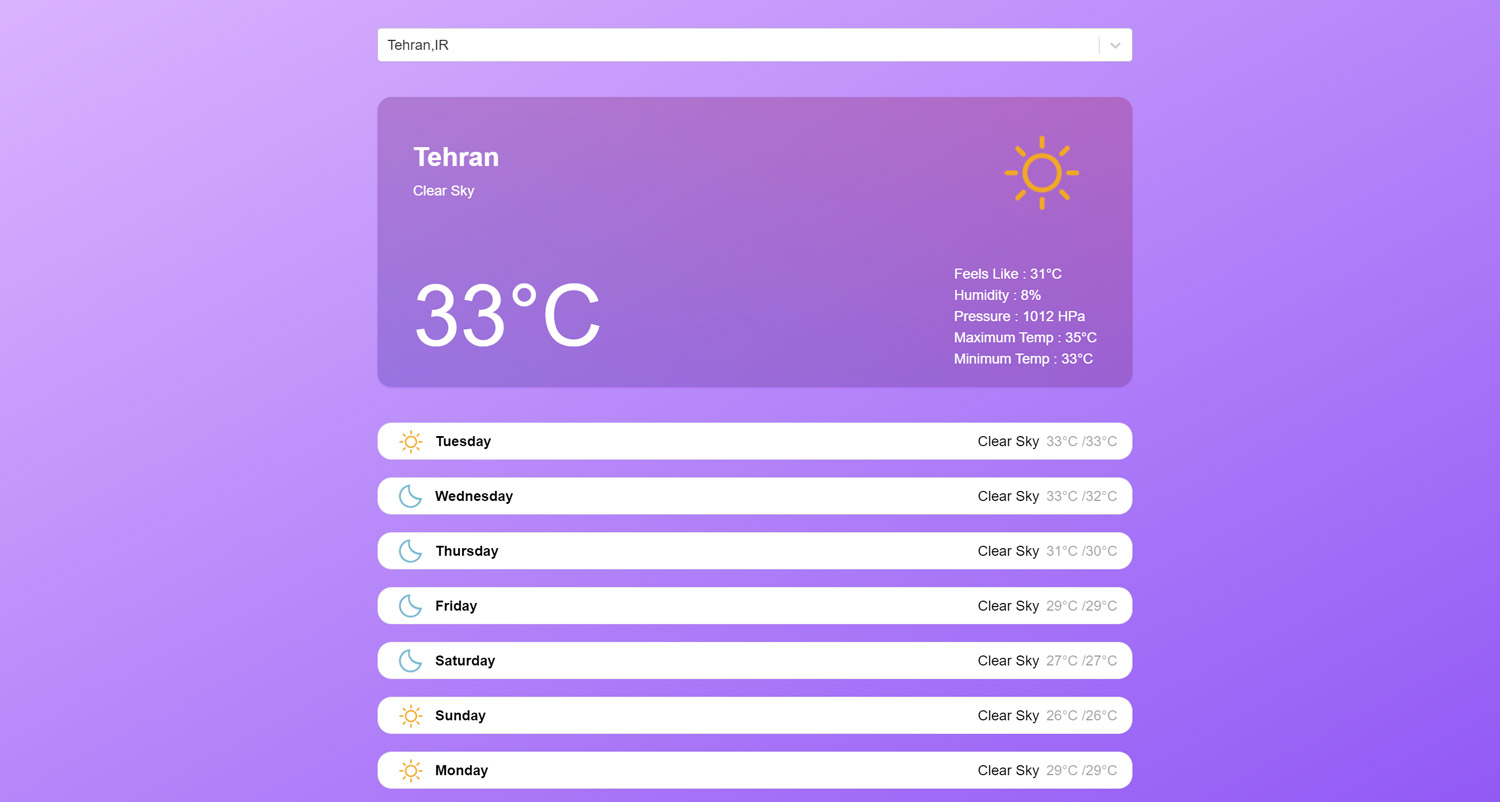 Tehran,IR
Tehran
Clear Sky
33°C
Feels Like : 31°C
Humidity : 8%
Pressure : 1012 HPa
Maximum Temp : 35°C
Minimum Temp : 33°C
Tuesday Clear Sky 33°C /33°C
Wednesday Clear Sky 33°C /32°C
Thursday Clear Sky 31°C /30°C
Friday Clear Sky 29°C /29°C
Saturday Clear Sky 27°C /27°C
Sunday Clear Sky 26°C /26°C
Monday Clear Sky 29°C /29°C